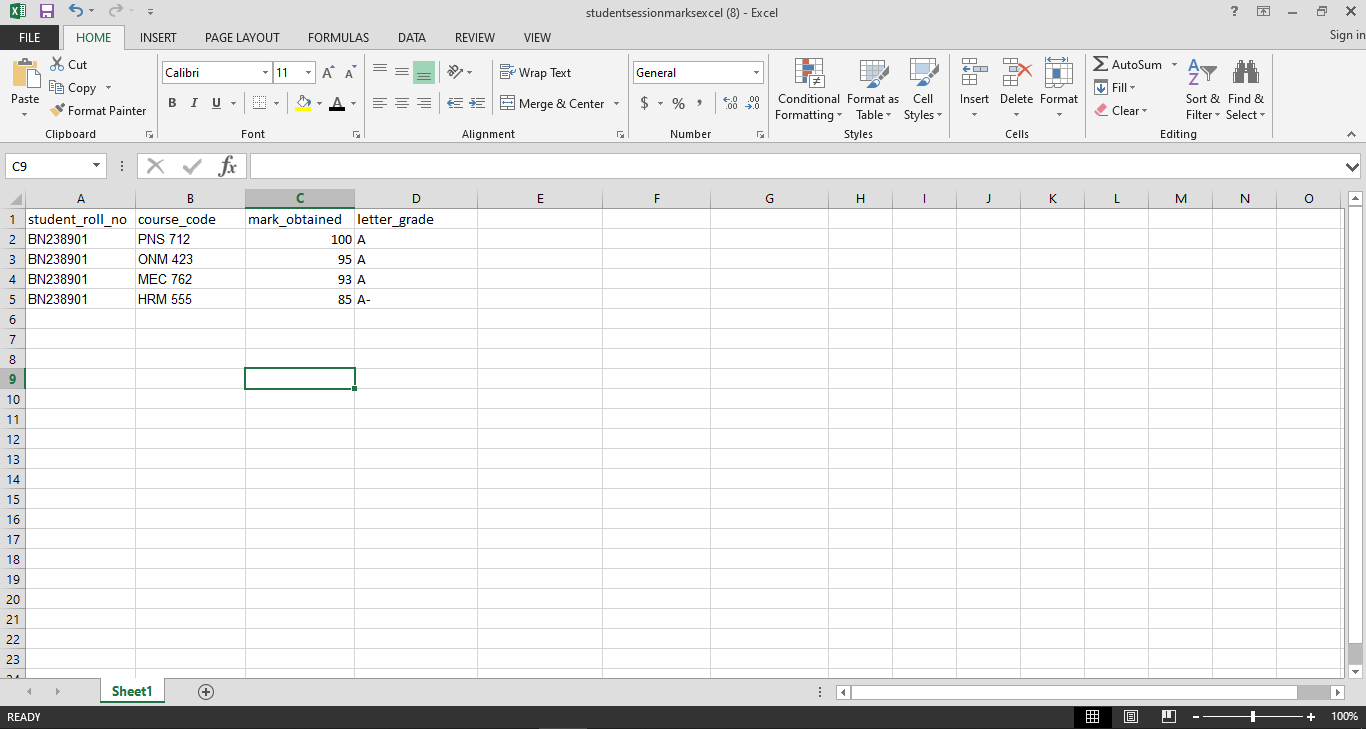 studentsessionmarksexcel (8) - Excel
?
Sign in
FILE HOME INSERT PAGE LAYOUT FORMULAS DATA REVIEW VIEW
Paste
Cut
Copy
Format Painter
Clipboard
Calibri 11
B I U
Font
Wrap Text
Merge & Center
Alignment
General
$ % ,
Number
Conditional Formatting
Format as Table
Cell Styles
Styles
Insert
Delete
Format
Cells
AutoSum
Fill
Clear
Sort & Filter
Find & Select
Editing
C9
fx
A B C D E F G H I J K L M N O
1 student_roll_no course_code mark_obtained letter_grade
2 BN238901 PNS 712 100 A
3 BN238901 ONM 423 95 A
4 BN238901 MEC 762 93 A
5 BN238901 HRM 555 85 A-
6
7
8
9
10
11
12
13
14
15
16
17
18
19
20
21
22
23
24
Sheet1
READY
100%